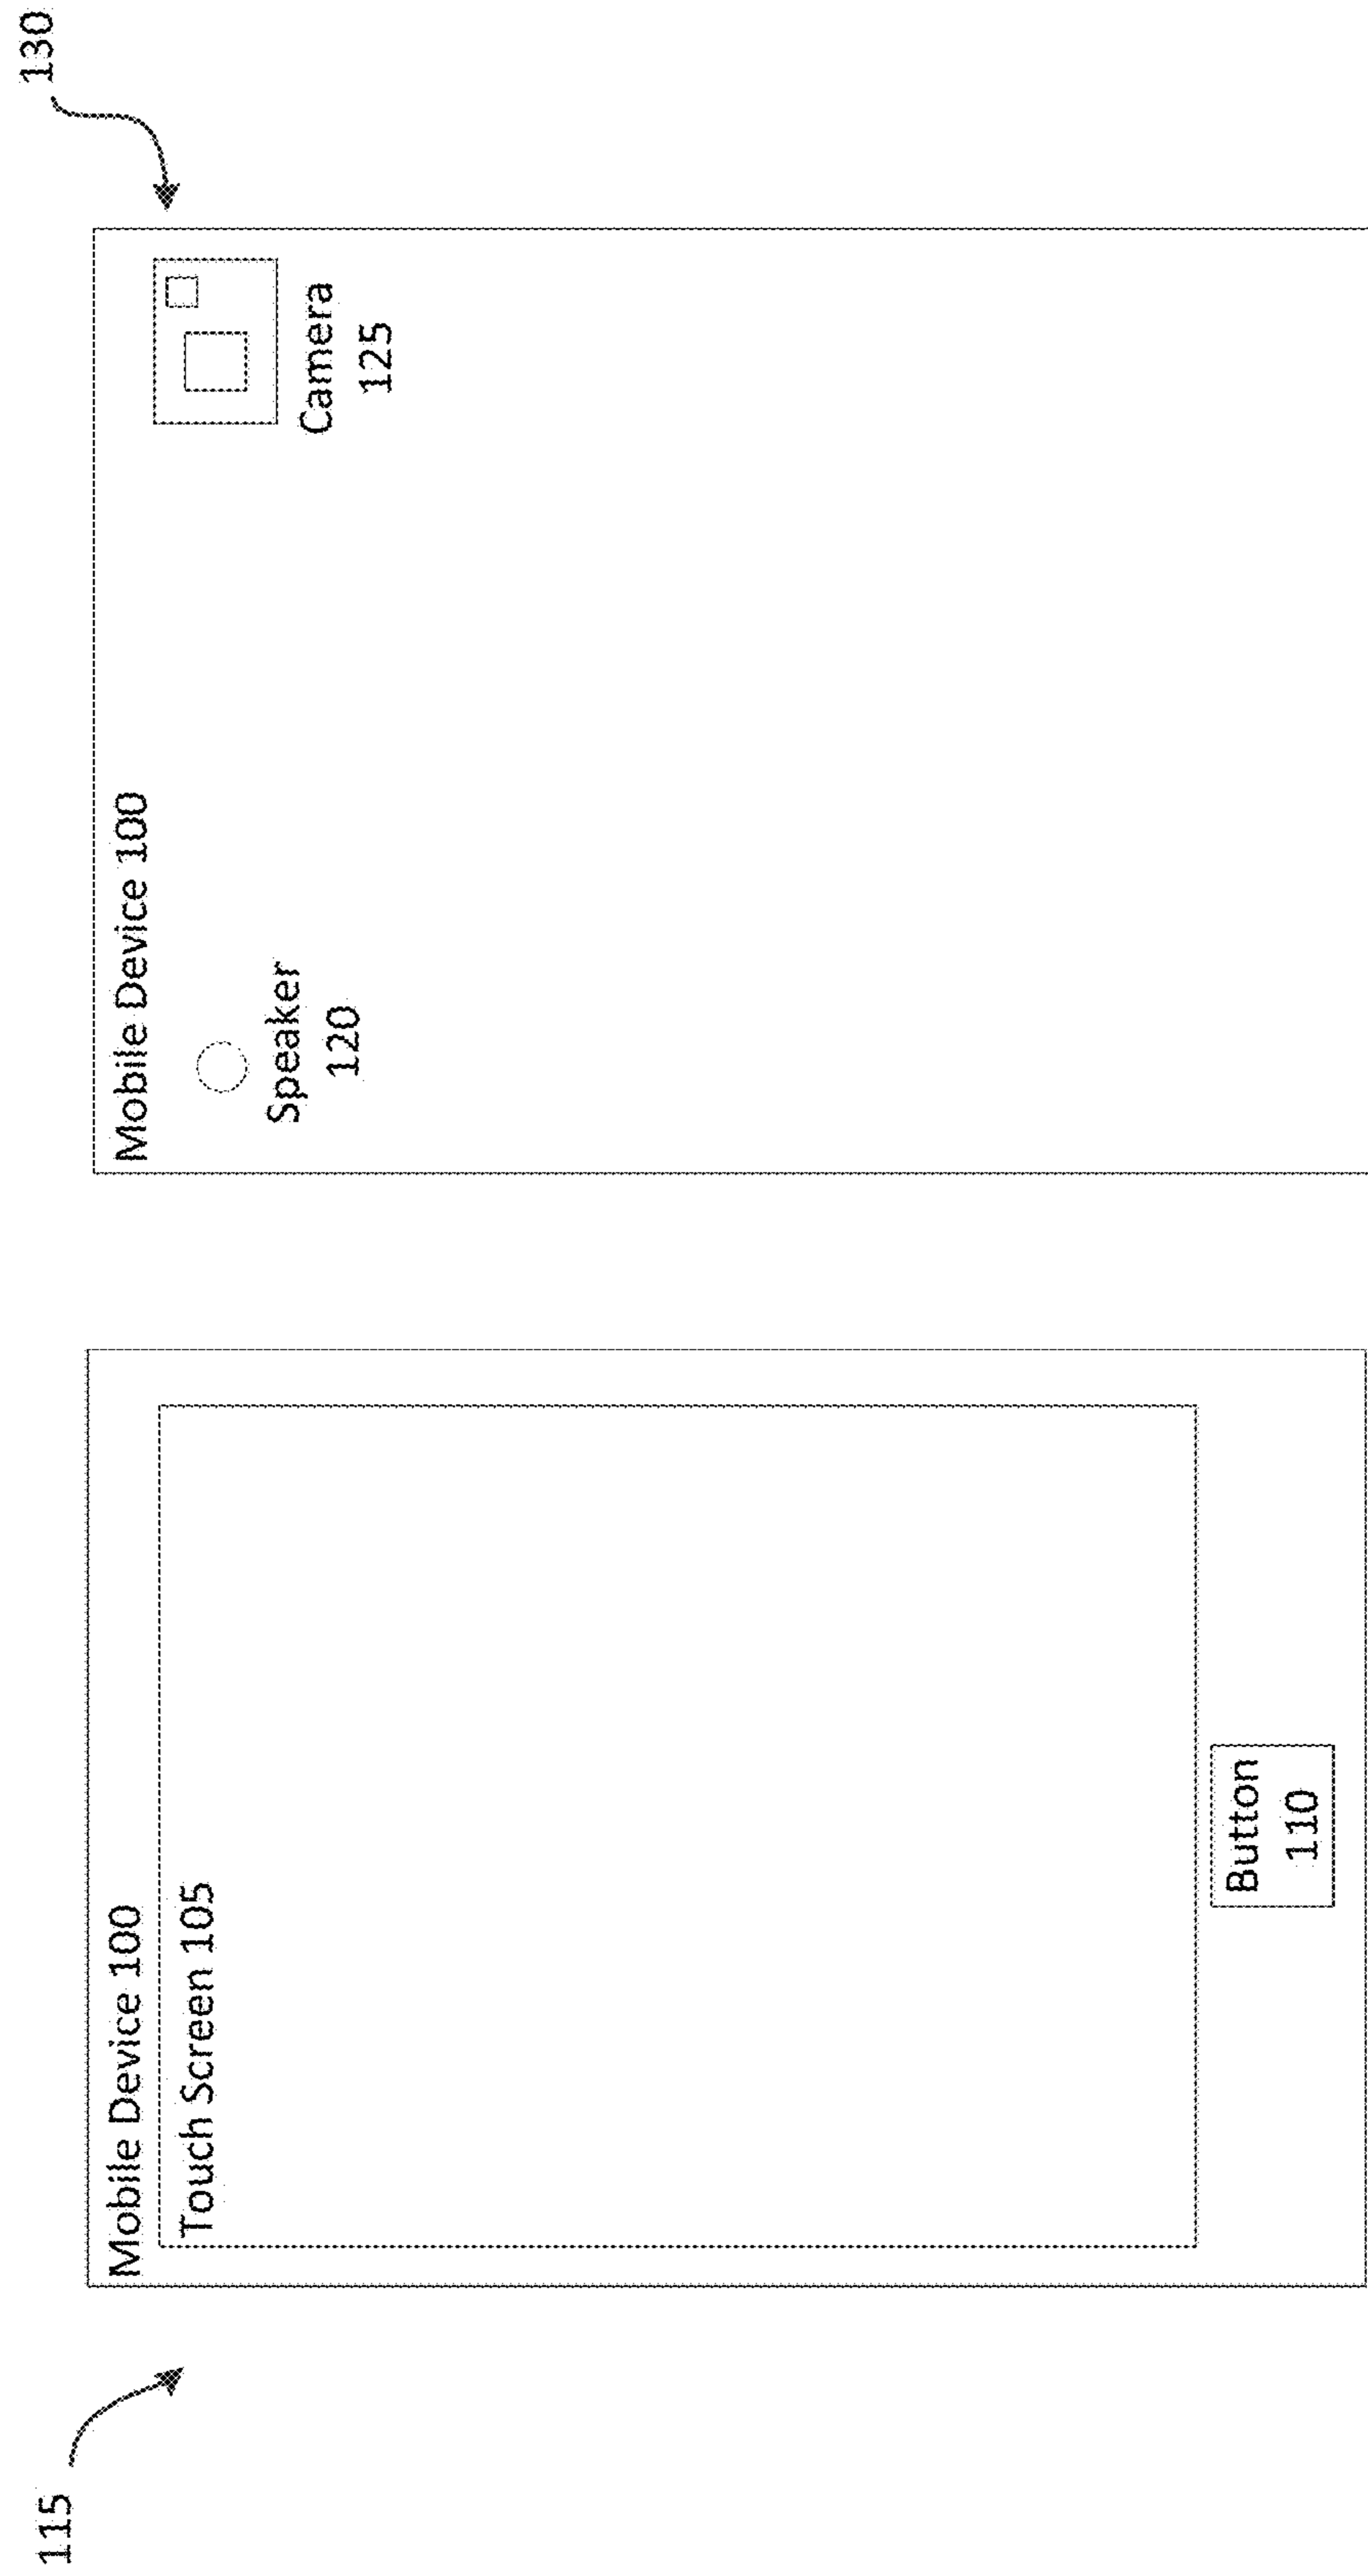 115
Mobile Device 100
Touch Screen 105
Button
110
130
Mobile Device 100
Speaker
120
Camera
125